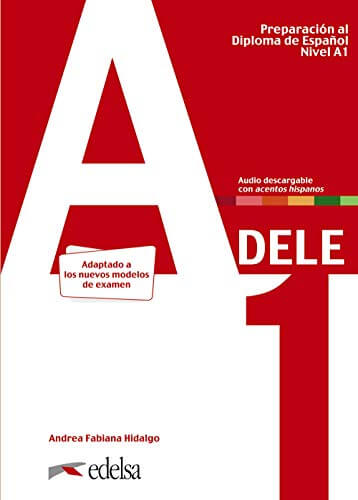 Preparación al
Diploma de Español
Nivel A1
Audio descargable
con acentos hispanos
A
DELE
Adaptado a
los nuevos modelos
de examen
1
Andrea Fabiana Hidalgo
edelsa